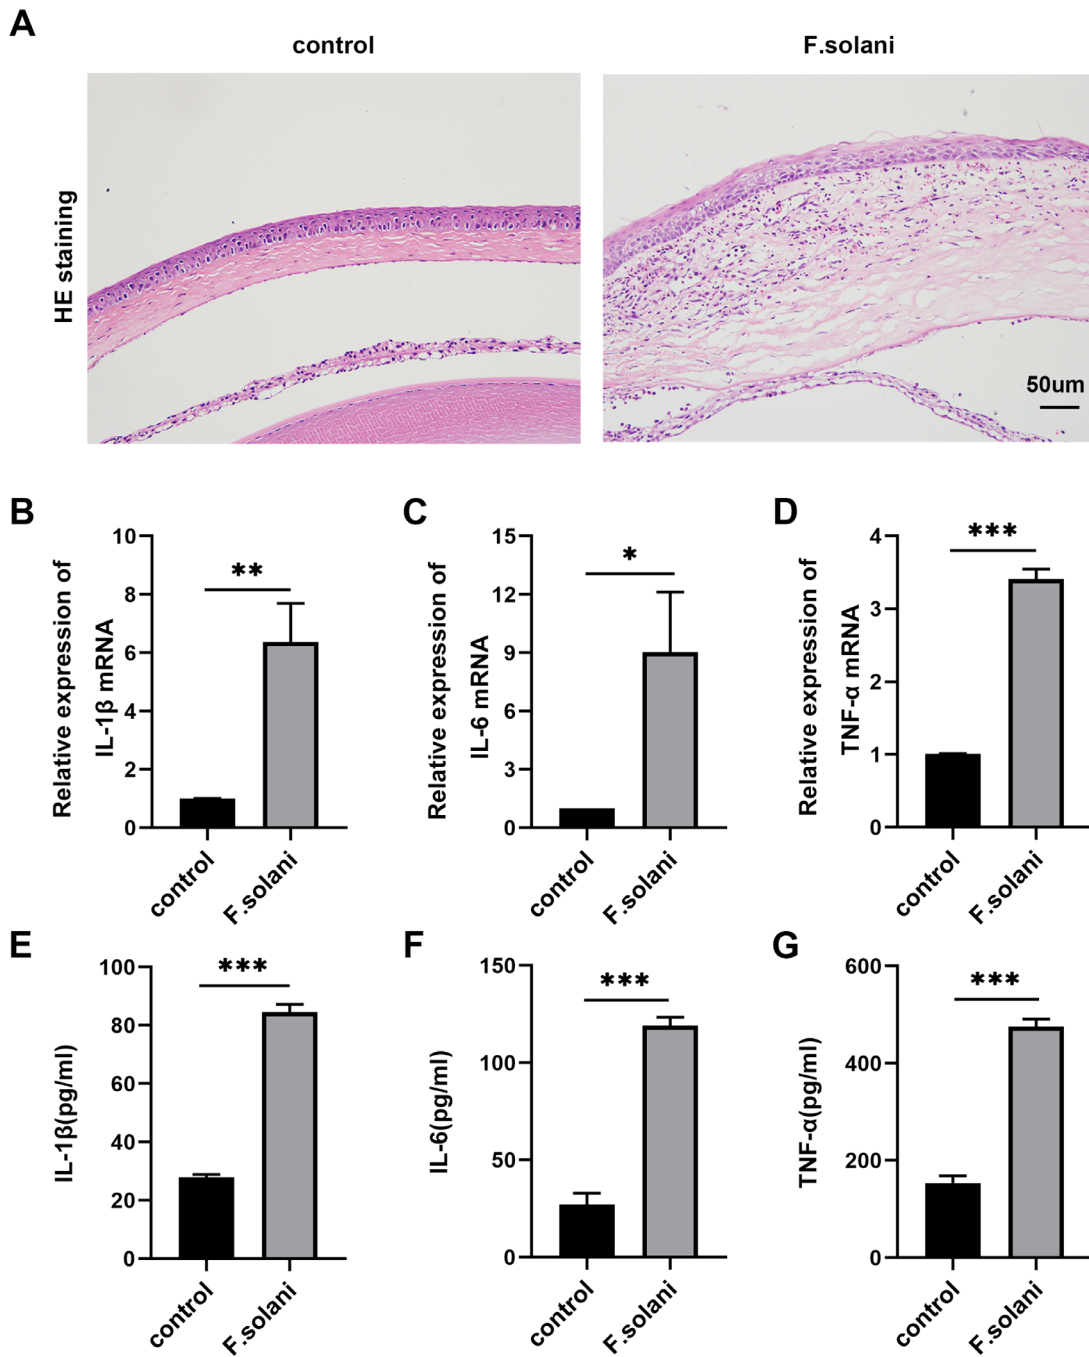 A
control
F.solani
HE staining
50um
B
Relative expression of
IL-1β mRNA
10
8
6
4
2
0
**
control
F.solani
C
Relative expression of
IL-6 mRNA
15
12
9
6
3
0
*
control
F.solani
D
Relative expression of
TNF-α mRNA
4
3
2
1
0
***
control
F.solani
E
IL-1β(pg/ml)
100
80
60
40
20
0
***
control
F.solani
F
IL-6(pg/ml)
150
100
50
0
***
control
F.solani
G
TNF-α(pg/ml)
600
400
200
0
***
control
F.solani